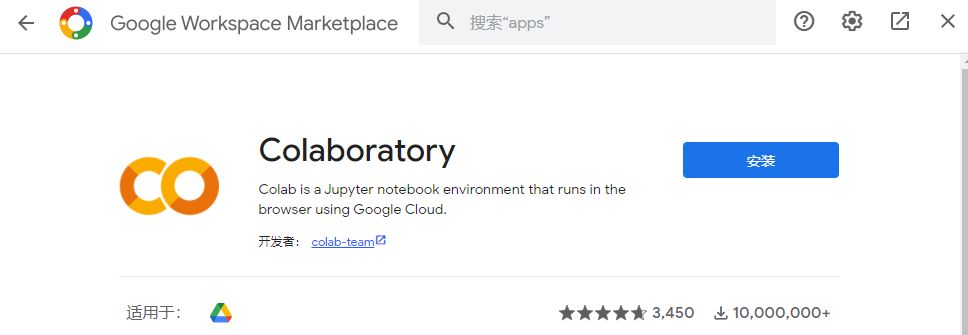 Google Workspace Marketplace
搜索“apps”
Colaboratory
安装
Colab is a Jupyter notebook environment that runs in the
browser using Google Cloud.
开发者： colab-team
适用于：
3,450
10,000,000+